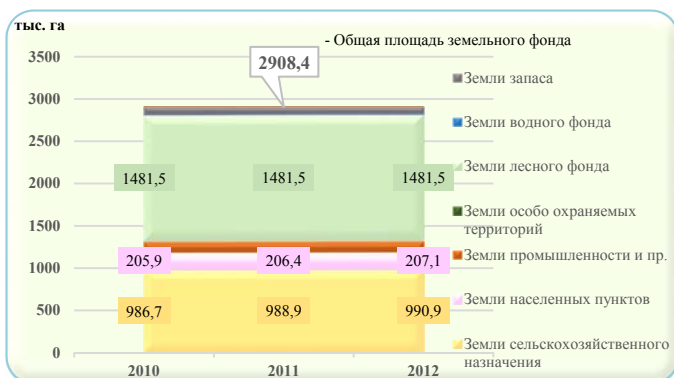 тыс. га
- Общая площадь земельного фонда
2908,4
3500
3000
2500
2000
1500
1000
500
0
1481,5 1481,5 1481,5
205,9 206,4 207,1
986,7 988,9 990,9
2010 2011 2012
Земли запаса
Земли водного фонда
Земли лесного фонда
Земли особо охраняемых
территорий
Земли промышленности и пр.
Земли населенных пунктов
Земли сельскохозяйственного
назначения